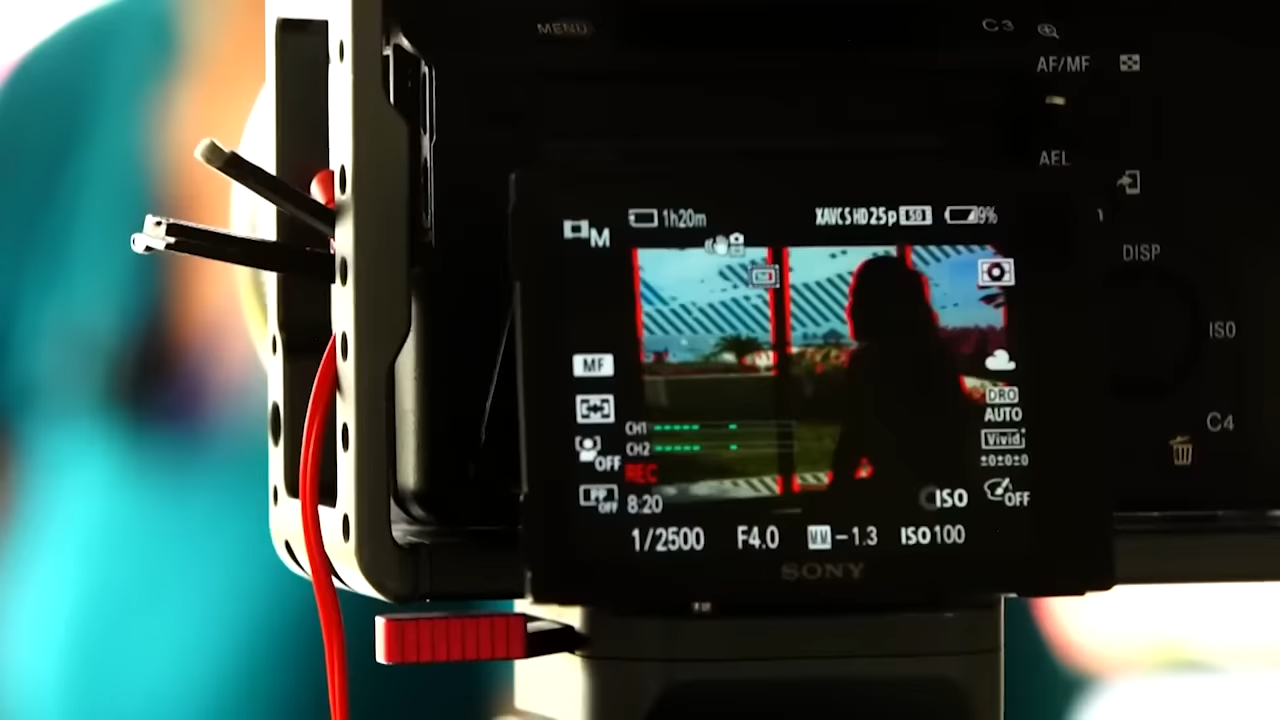 MENU
C3
AF/MF
AEL
DISP
ISO
C4
M 1h20m XAVC S HD 25p 50 9%
MF
CH1
CH2
OFF
REC
PP OFF
8:20
DRO
AUTO
Vivid
±0±0±0
ISO
OFF
1/2500 F4.0 M.M. −1.3 ISO 100
SONY